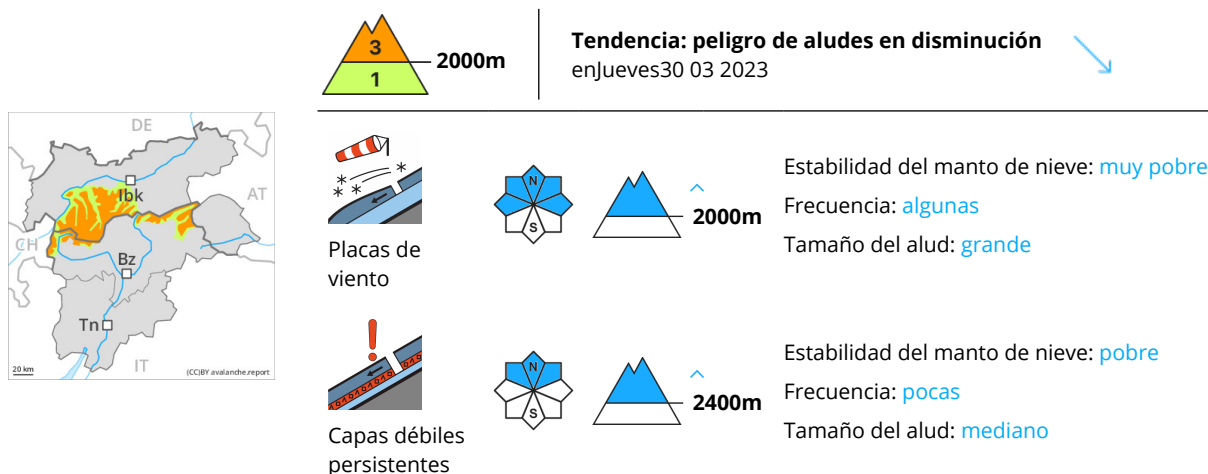 3
2000m
1
Tendencia: peligro de aludes en disminución
enJueves30 03 2023
DE
Ibk
AT
CH
Bz
Tn
IT
20 km
(CC)BY avalanche.report
Placas de
viento
N
S
2000m
Estabilidad del manto de nieve: muy pobre
Frecuencia: algunas
Tamaño del alud: grande
Capas débiles
persistentes
N
S
2400m
Estabilidad del manto de nieve: pobre
Frecuencia: pocas
Tamaño del alud: mediano